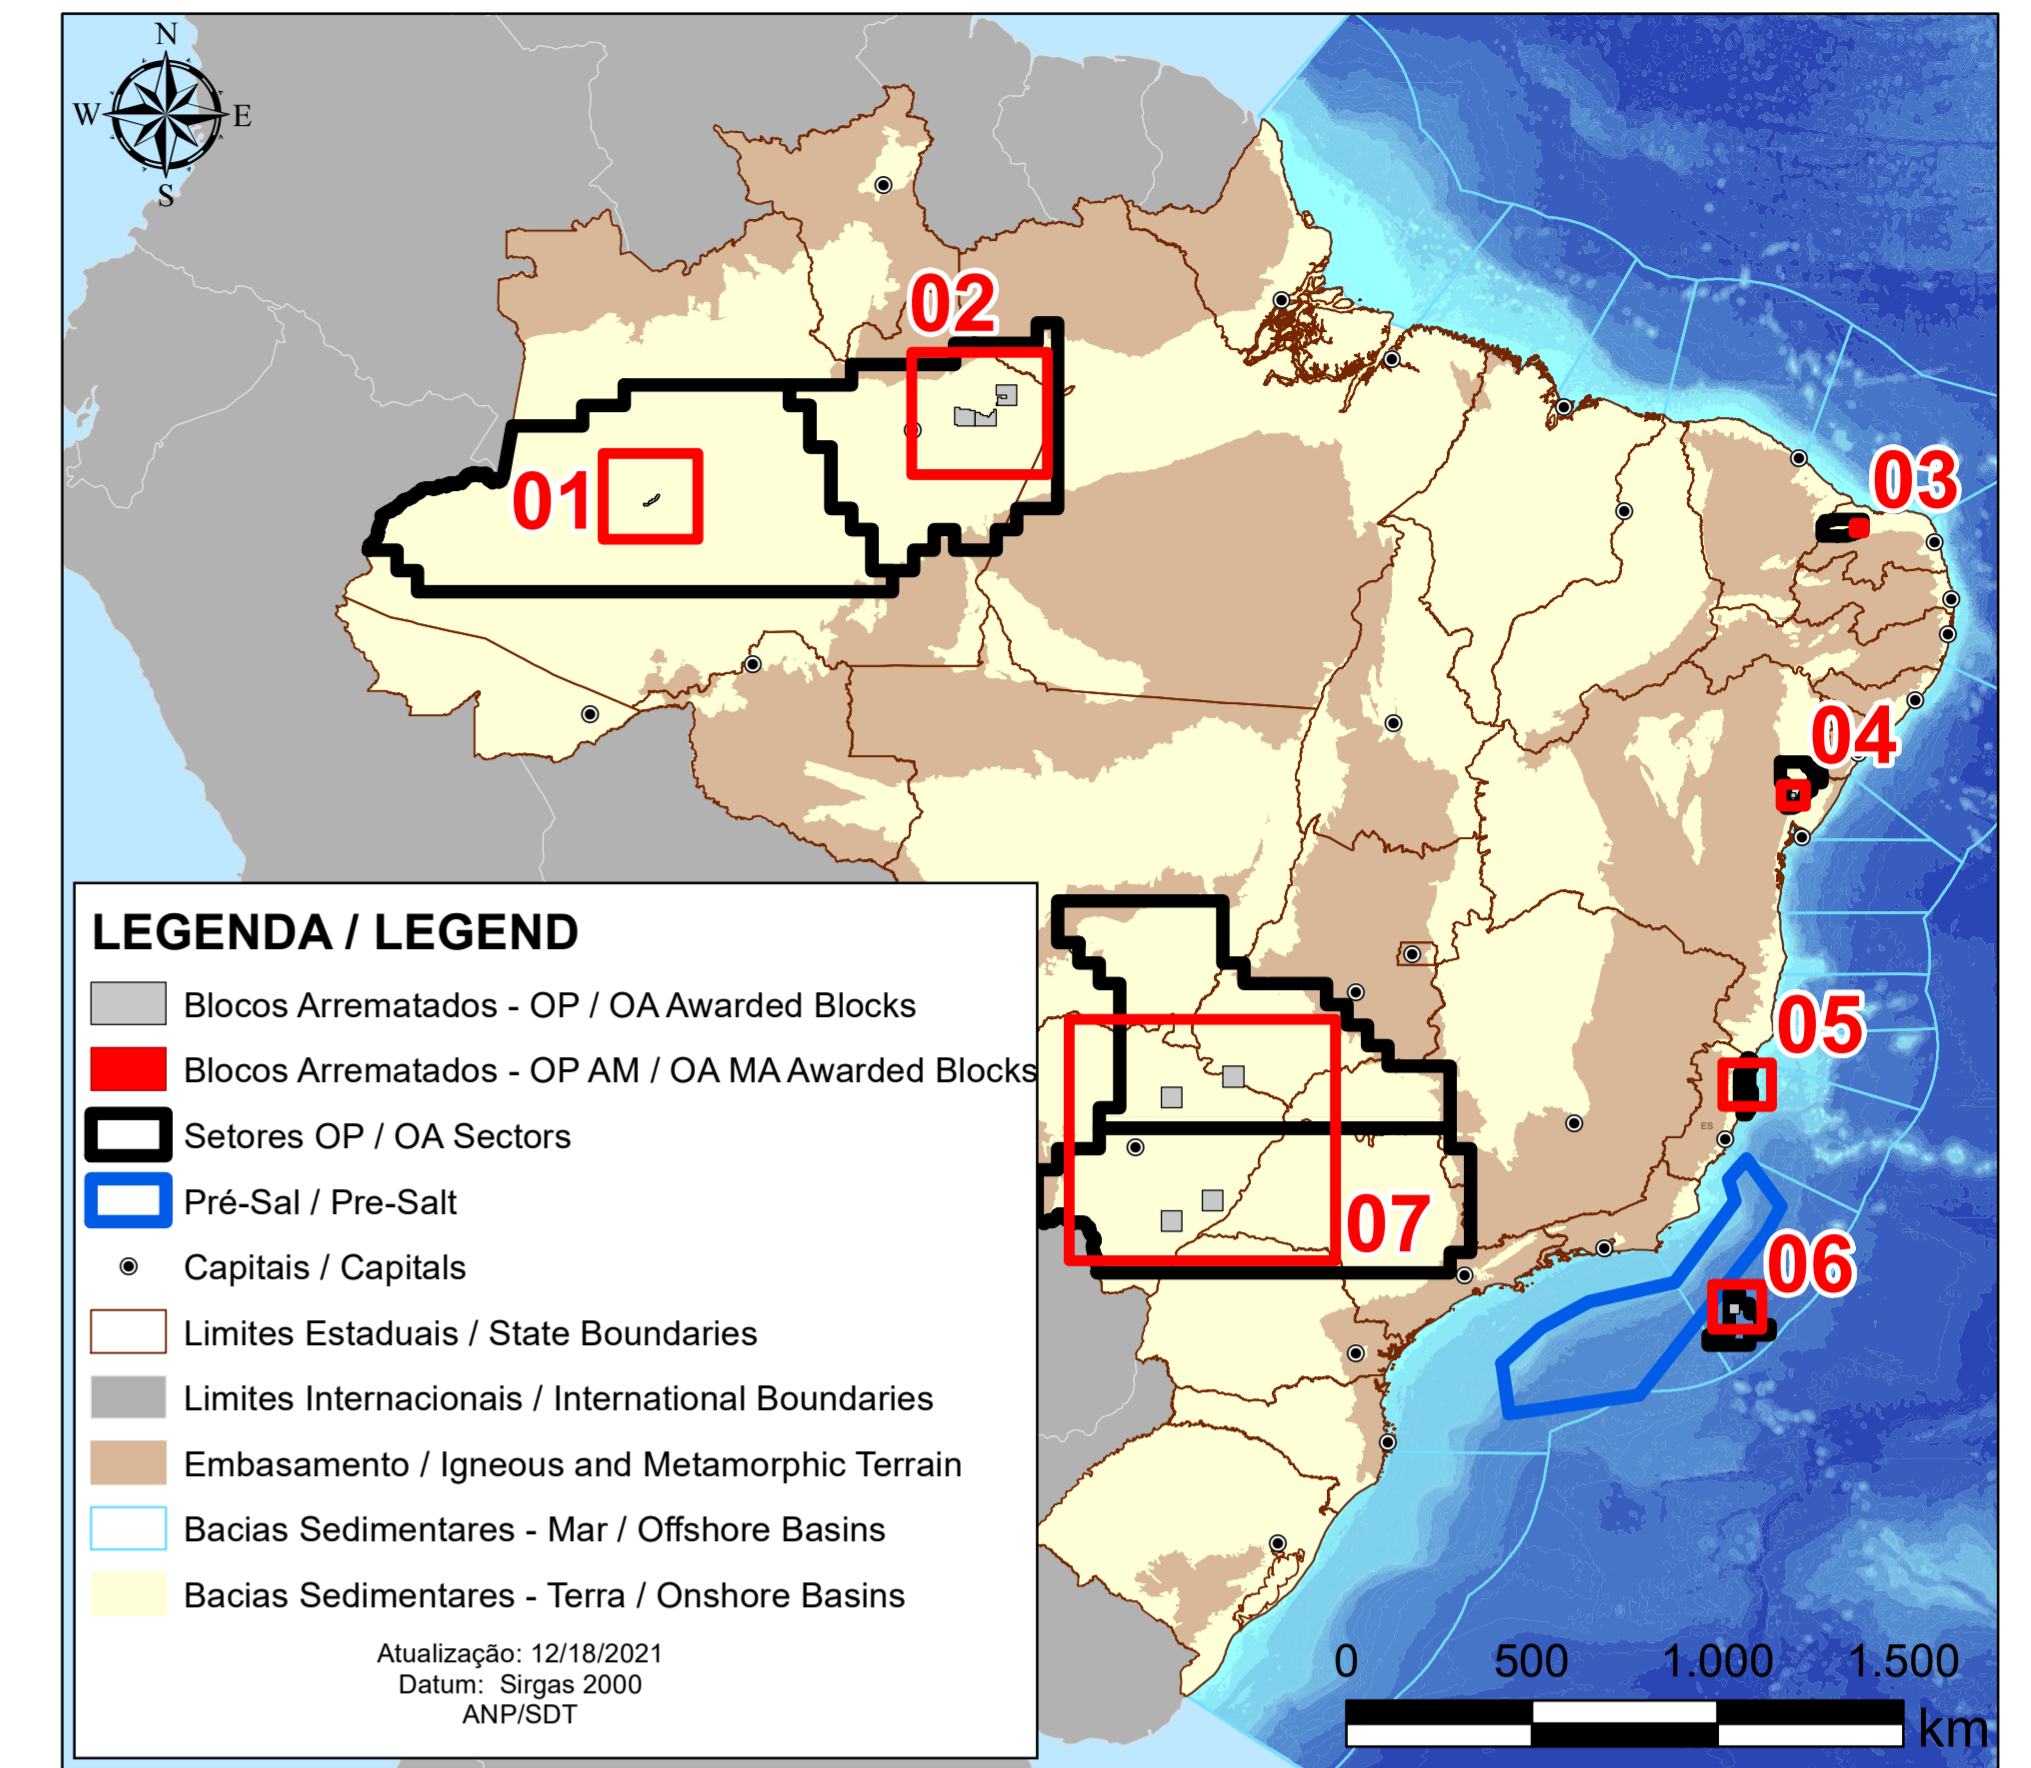 N
W E
S
02
01
03
04
05
06
07
ES
LEGENDA / LEGEND
Blocos Arrematados - OP / OA Awarded Blocks
Blocos Arrematados - OP AM / OA MA Awarded Blocks
Setores OP / OA Sectors
Pré-Sal / Pre-Salt
Capitais / Capitals
Limites Estaduais / State Boundaries
Limites Internacionais / International Boundaries
Embasamento / Igneous and Metamorphic Terrain
Bacias Sedimentares - Mar / Offshore Basins
Bacias Sedimentares - Terra / Onshore Basins
Atualização: 12/18/2021
Datum: Sirgas 2000
ANP/SDT
0 500 1.000 1.500
km